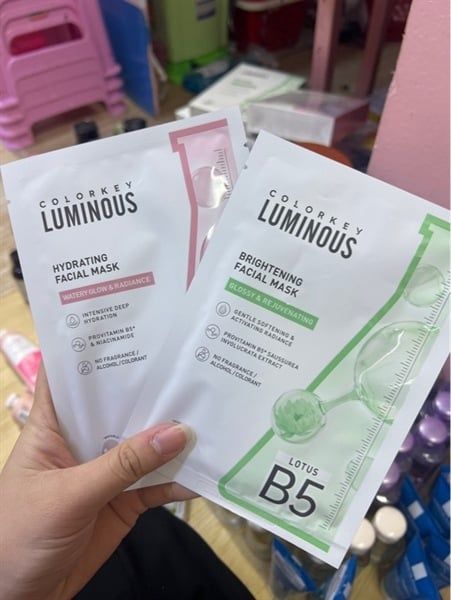 COLORKEY
LUMINOUS
HYDRATING
FACIAL MASK
WATERY GLOW & RADIANCE
INTENSIVE DEEP
HYDRATION
PROVITAMIN B5*
& NIACINAMIDE
NO FRAGRANCE/
ALCOHOL/COLORANT
COLORKEY
LUMINOUS
BRIGHTENING
FACIAL MASK
GLOSSY & REJUVENATING
GENTLE SOFTENING &
ACTIVATING RADIANCE
PROVITAMIN B5* SAUSSUREA
INVOLUCRATA EXTRACT
NO FRAGRANCE/
ALCOHOL/COLORANT
LOTUS
B5